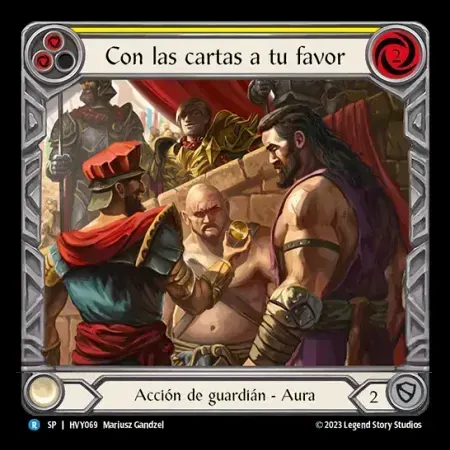 Con las cartas a tu favor
2
Acción de guardián - Aura
2
R SP | HVY069 Mariusz Gandzel
© 2023 Legend Story Studios